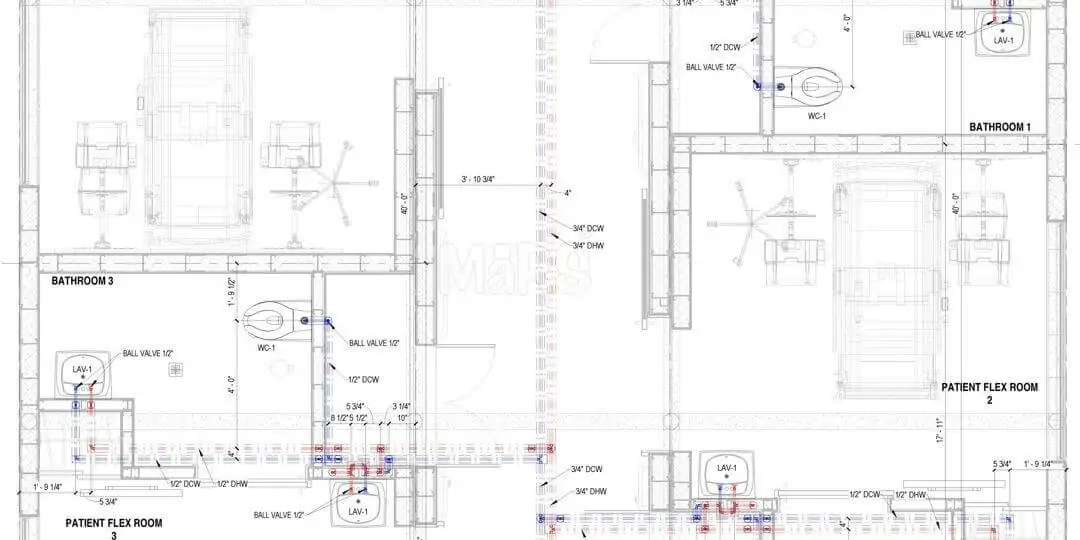 3 1/4"
5 3/4"
4'- 0"
BALL VALVE 1/2"
LAV-1
1/2" DCW
BALL VALVE 1/2"
WC-1
BATHROOM 1
3' - 10 3/4"
4"
40'- 0"
40'- 0"
3/4" DCW
3/4" DHW
BATHROOM 3
1'- 9 1/2"
WC-1
BALL VALVE 1/2"
BALL VALVE 1/2"
LAV-1
1/2" DCW
4'- 0"
PATIENT FLEX ROOM
2
5 3/4"
3 1/4"
6 1/2"
5 1/2"
10"
17'- 11"
4"
3/4" DCW
3/4" DHW
LAV-1
5 3/4"
1' - 9 1/4"
1' - 9 1/4"
5 3/4"
1/2" DCW
1/2" DHW
BALL VALVE 1/2"
LAV-1
1/2" DCW
1/2" DHW
4"
PATIENT FLEX ROOM
3